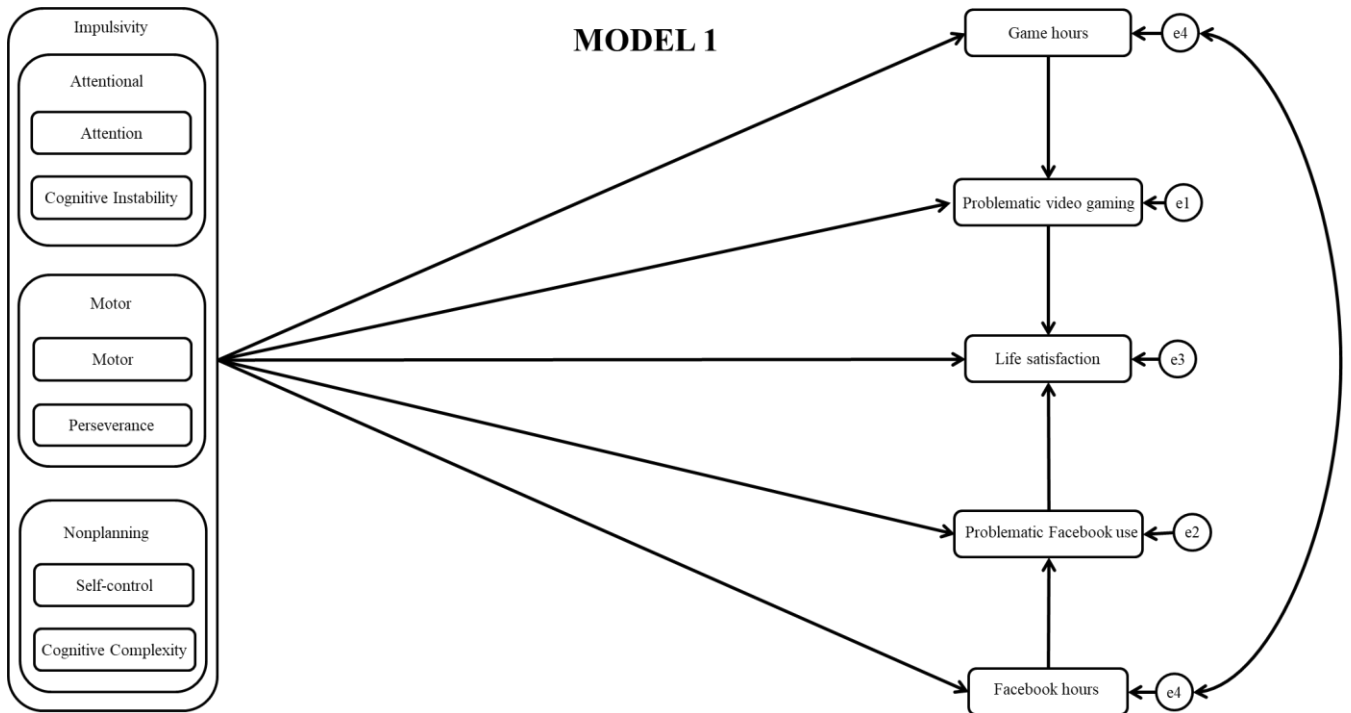 Impulsivity
Attentional
Attention
Cognitive Instability
Motor
Motor
Perseverance
Nonplanning
Self-control
Cognitive Complexity
MODEL 1
Game hours
e4
Problematic video gaming
e1
Life satisfaction
e3
Problematic Facebook use
e2
Facebook hours
e4